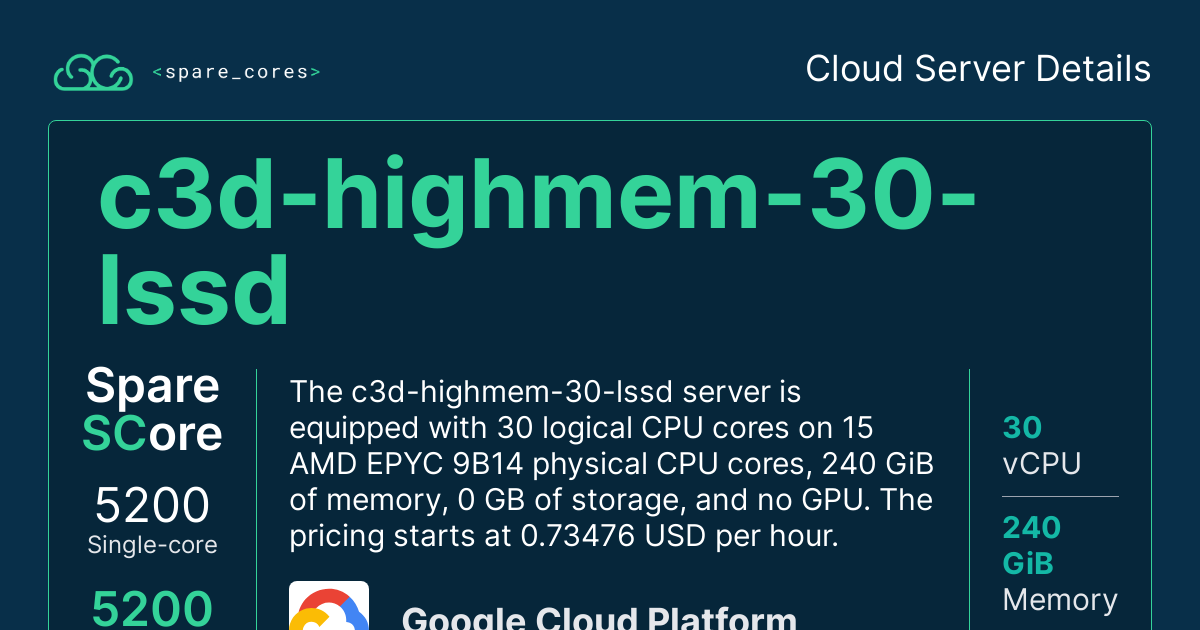 <spare_cores>
Cloud Server Details
c3d-highmem-30-
lssd
Spare
SCore
5200
Single-core
5200
The c3d-highmem-30-lssd server is
equipped with 30 logical CPU cores on 15
AMD EPYC 9B14 physical CPU cores, 240 GiB
of memory, 0 GB of storage, and no GPU. The
pricing starts at 0.73476 USD per hour.
Google Cloud Platform
30
vCPU
240
GiB
Memory